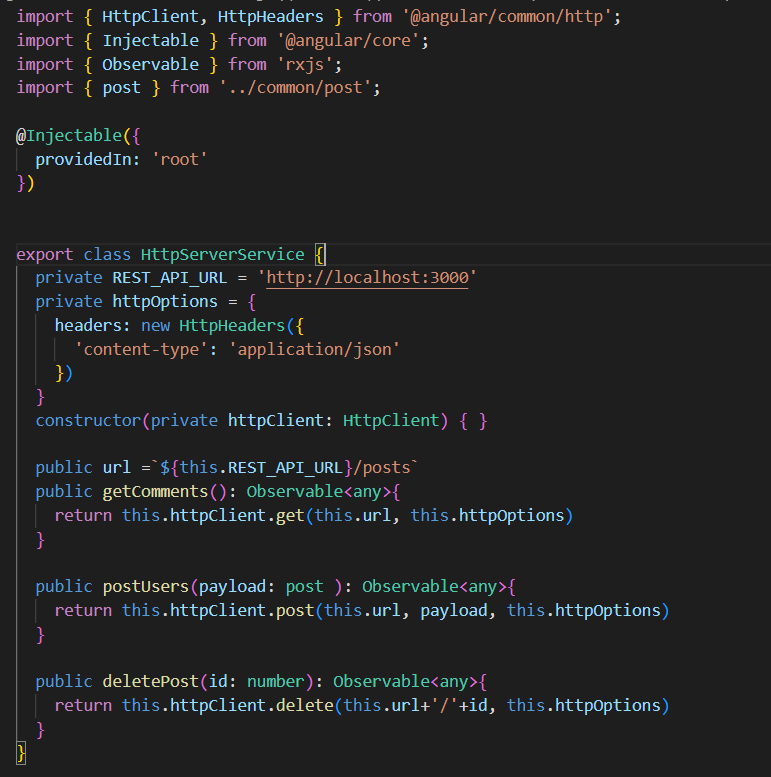 import { HttpClient, HttpHeaders } from '@angular/common/http';
import { Injectable } from '@angular/core';
import { Observable } from 'rxjs';
import { post } from '../common/post';
@Injectable({
  providedIn: 'root'
})
export class HttpServerService {
  private REST_API_URL = 'http://localhost:3000'
  private httpOptions = {
    headers: new HttpHeaders({
      'content-type': 'application/json'
    })
  }
  constructor(private httpClient: HttpClient) { }
  public url =`${this.REST_API_URL}/posts`
  public getComments(): Observable<any>{
    return this.httpClient.get(this.url, this.httpOptions)
  }
  public postUsers(payload: post ): Observable<any>{
    return this.httpClient.post(this.url, payload, this.httpOptions)
  }
  public deletePost(id: number): Observable<any>{
    return this.httpClient.delete(this.url+'/'+id, this.httpOptions)
  }
}